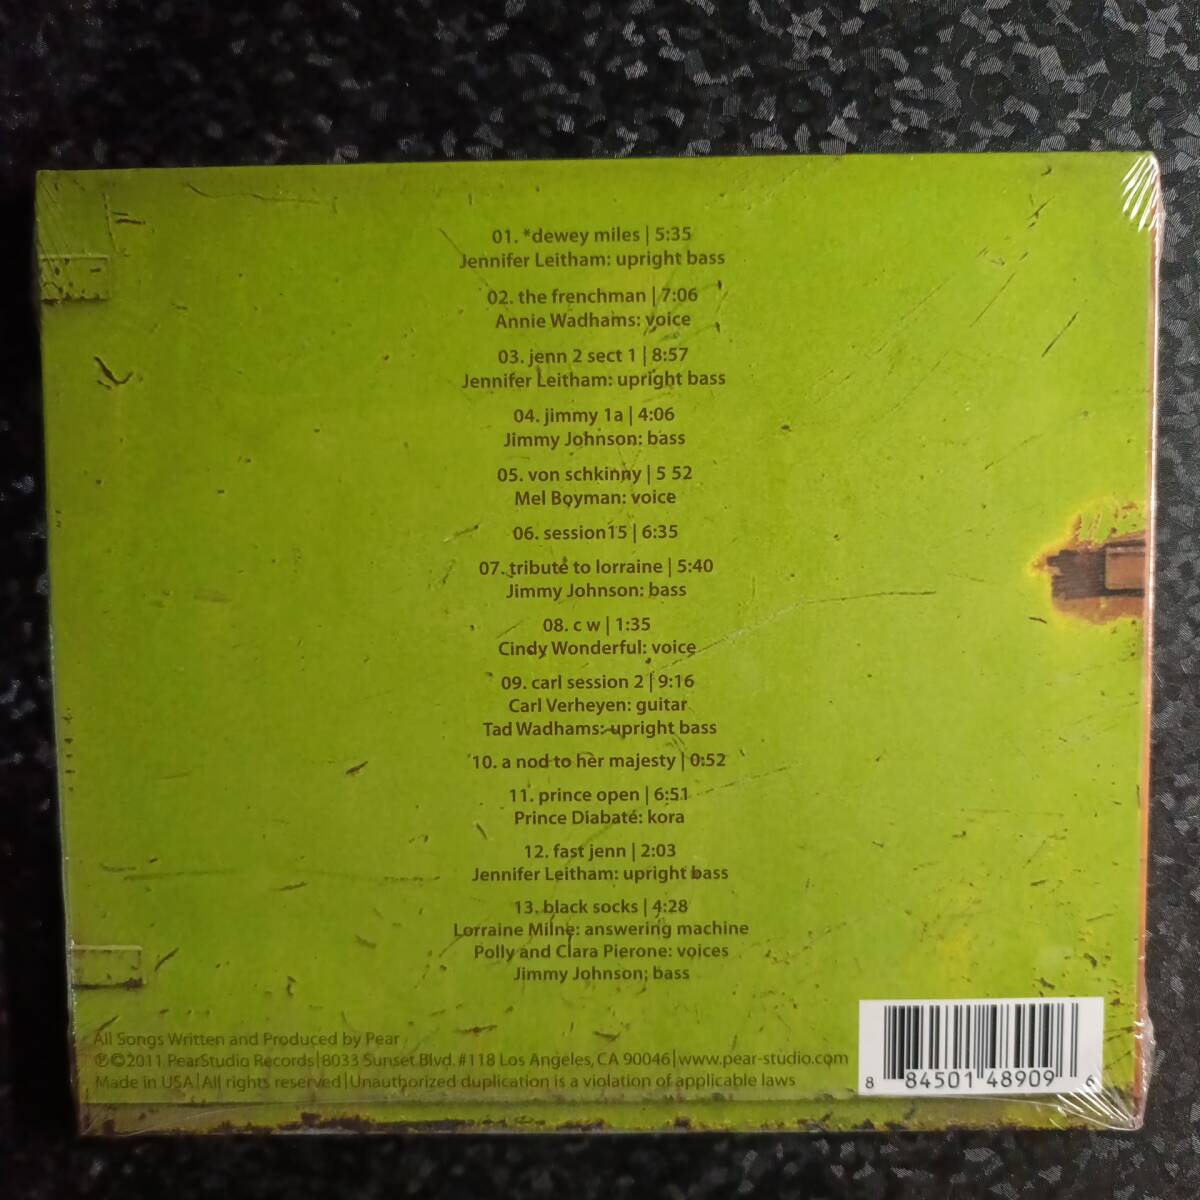 01. *dewey miles | 5:35
Jennifer Leitham: upright bass
02. the frenchman | 7:06
Annie Wadhams: voice
03. jenn 2 sect 1 | 8:57
Jennifer Leitham: upright bass
04. jimmy 1a | 4:06
Jimmy Johnson: bass
05. von schkinny | 5 52
Mel Boyman: voice
06. session15 | 6:35
07. tribute to lorraine | 5:40
Jimmy Johnson: bass
08. c w | 1:35
Cindy Wonderful: voice
09. carl session 2 | 9:16
Carl Verheyen: guitar
Tad Wadhams: upright bass
10. a nod to her majesty | 0:52
11. prince open | 6:51
Prince Diabaté: kora
12. fast jenn | 2:03
Jennifer Leitham: upright bass
13. black socks | 4:28
Lorraine Milne: answering machine
Polly and Clara Pierone: voices
Jimmy Johnson; bass
All Songs Written and Produced by Pear
℗©2011 PearStudio Records|8033 Sunset Blvd. #118 Los Angeles, CA 90046|www.pear-studio.com
Made in USA|All rights reserved|Unauthorized duplication is a violation of applicable laws
8 84501 48909 6